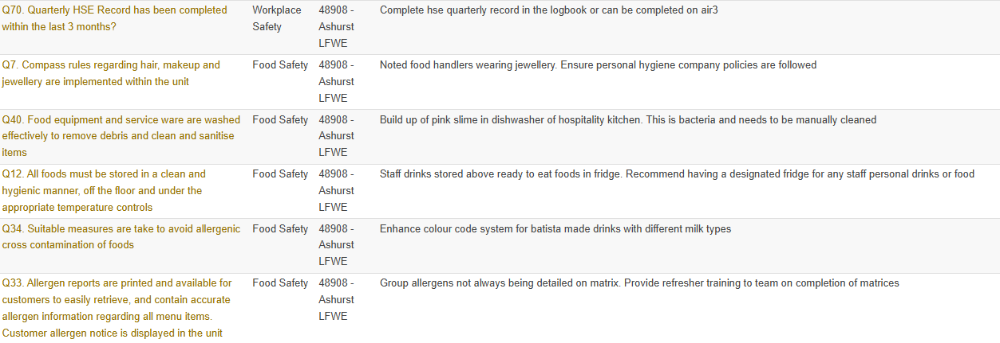 Q70. Quarterly HSE Record has been completed within the last 3 months?
Workplace Safety
48908 - Ashurst LFWE
Complete hse quarterly record in the logbook or can be completed on air3
Q7. Compass rules regarding hair, makeup and jewellery are implemented within the unit
Food Safety
48908 - Ashurst LFWE
Noted food handlers wearing jewellery. Ensure personal hygiene company policies are followed
Q40. Food equipment and service ware are washed effectively to remove debris and clean and sanitise items
Food Safety
48908 - Ashurst LFWE
Build up of pink slime in dishwasher of hospitality kitchen. This is bacteria and needs to be manually cleaned
Q12. All foods must be stored in a clean and hygienic manner, off the floor and under the appropriate temperature controls
Food Safety
48908 - Ashurst LFWE
Staff drinks stored above ready to eat foods in fridge. Recommend having a designated fridge for any staff personal drinks or food
Q34. Suitable measures are take to avoid allergenic cross contamination of foods
Food Safety
48908 - Ashurst LFWE
Enhance colour code system for batista made drinks with different milk types
Q33. Allergen reports are printed and available for customers to easily retrieve, and contain accurate allergen information regarding all menu items. Customer allergen notice is displayed in the unit
Food Safety
48908 - Ashurst LFWE
Group allergens not always being detailed on matrix. Provide refresher training to team on completion of matrices